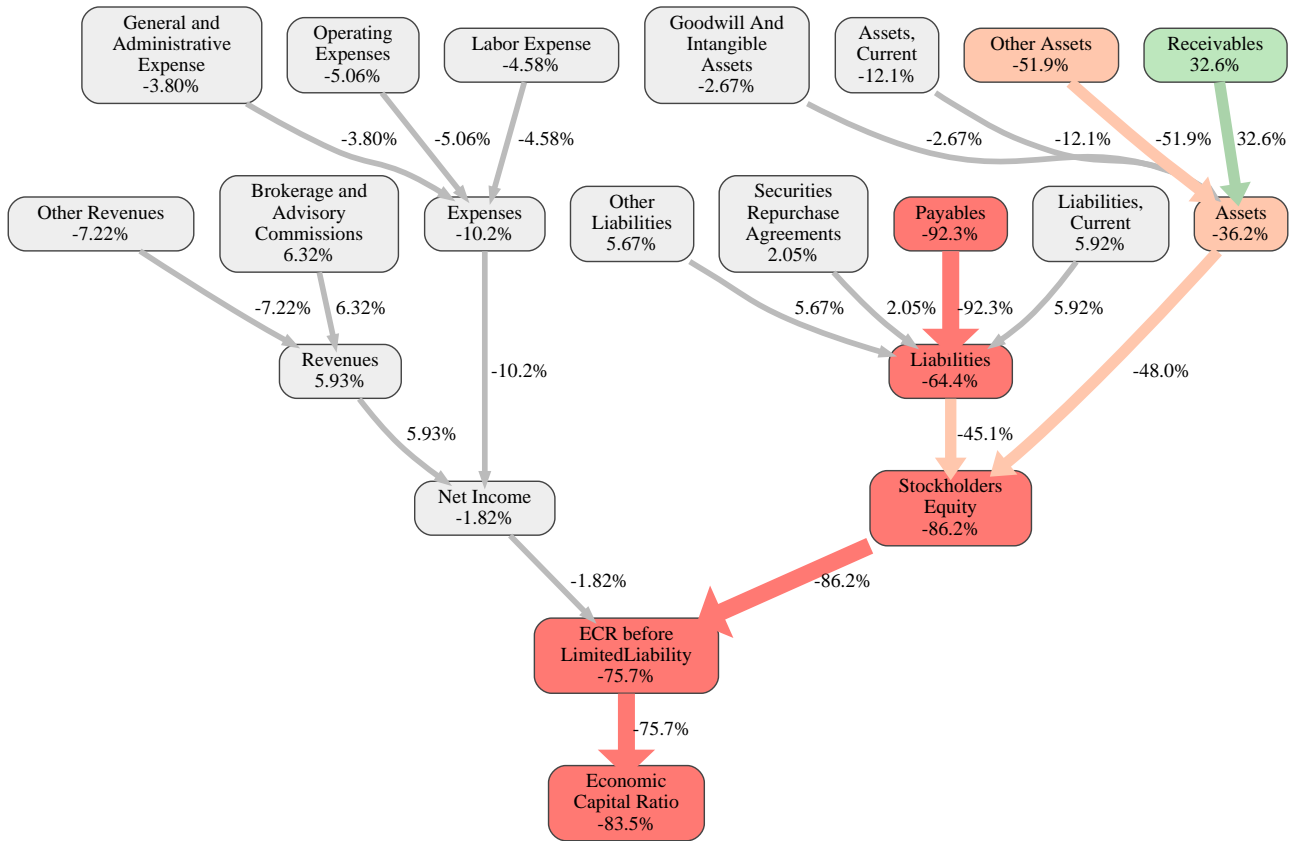 General and
Administrative
Expense
-3.80%
Operating
Expenses
-5.06%
Labor Expense
-4.58%
Goodwill And
Intangible
Assets
-2.67%
Assets,
Current
-12.1%
Other Assets
-51.9%
Receivables
32.6%
-3.80%
-5.06%
-4.58%
-2.67%
-12.1%
-51.9%
32.6%
Other Revenues
-7.22%
Brokerage and
Advisory
Commissions
6.32%
Expenses
-10.2%
Other
Liabilities
5.67%
Securities
Repurchase
Agreements
2.05%
Payables
-92.3%
Liabilities,
Current
5.92%
Assets
-36.2%
-7.22%
6.32%
5.67%
2.05%
-92.3%
5.92%
Revenues
5.93%
-10.2%
Liabilities
-64.4%
-48.0%
5.93%
-45.1%
Net Income
-1.82%
Stockholders
Equity
-86.2%
-1.82%
-86.2%
ECR before
LimitedLiability
-75.7%
-75.7%
Economic
Capital Ratio
-83.5%